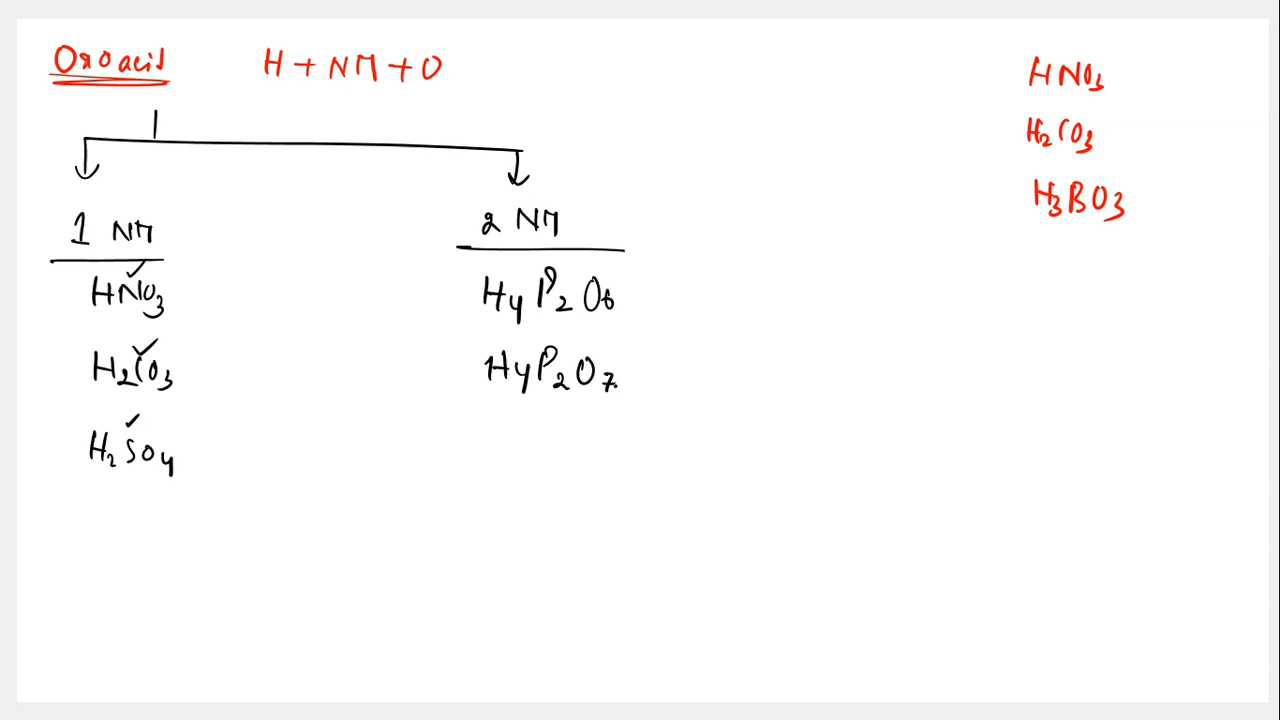 Oxoacid H + NM + O
1 NM
HNO3
H2CO3
H2SO4
2 NM
H4P2O6
H4P2O7.
HNO3
H2CO3
H3BO3